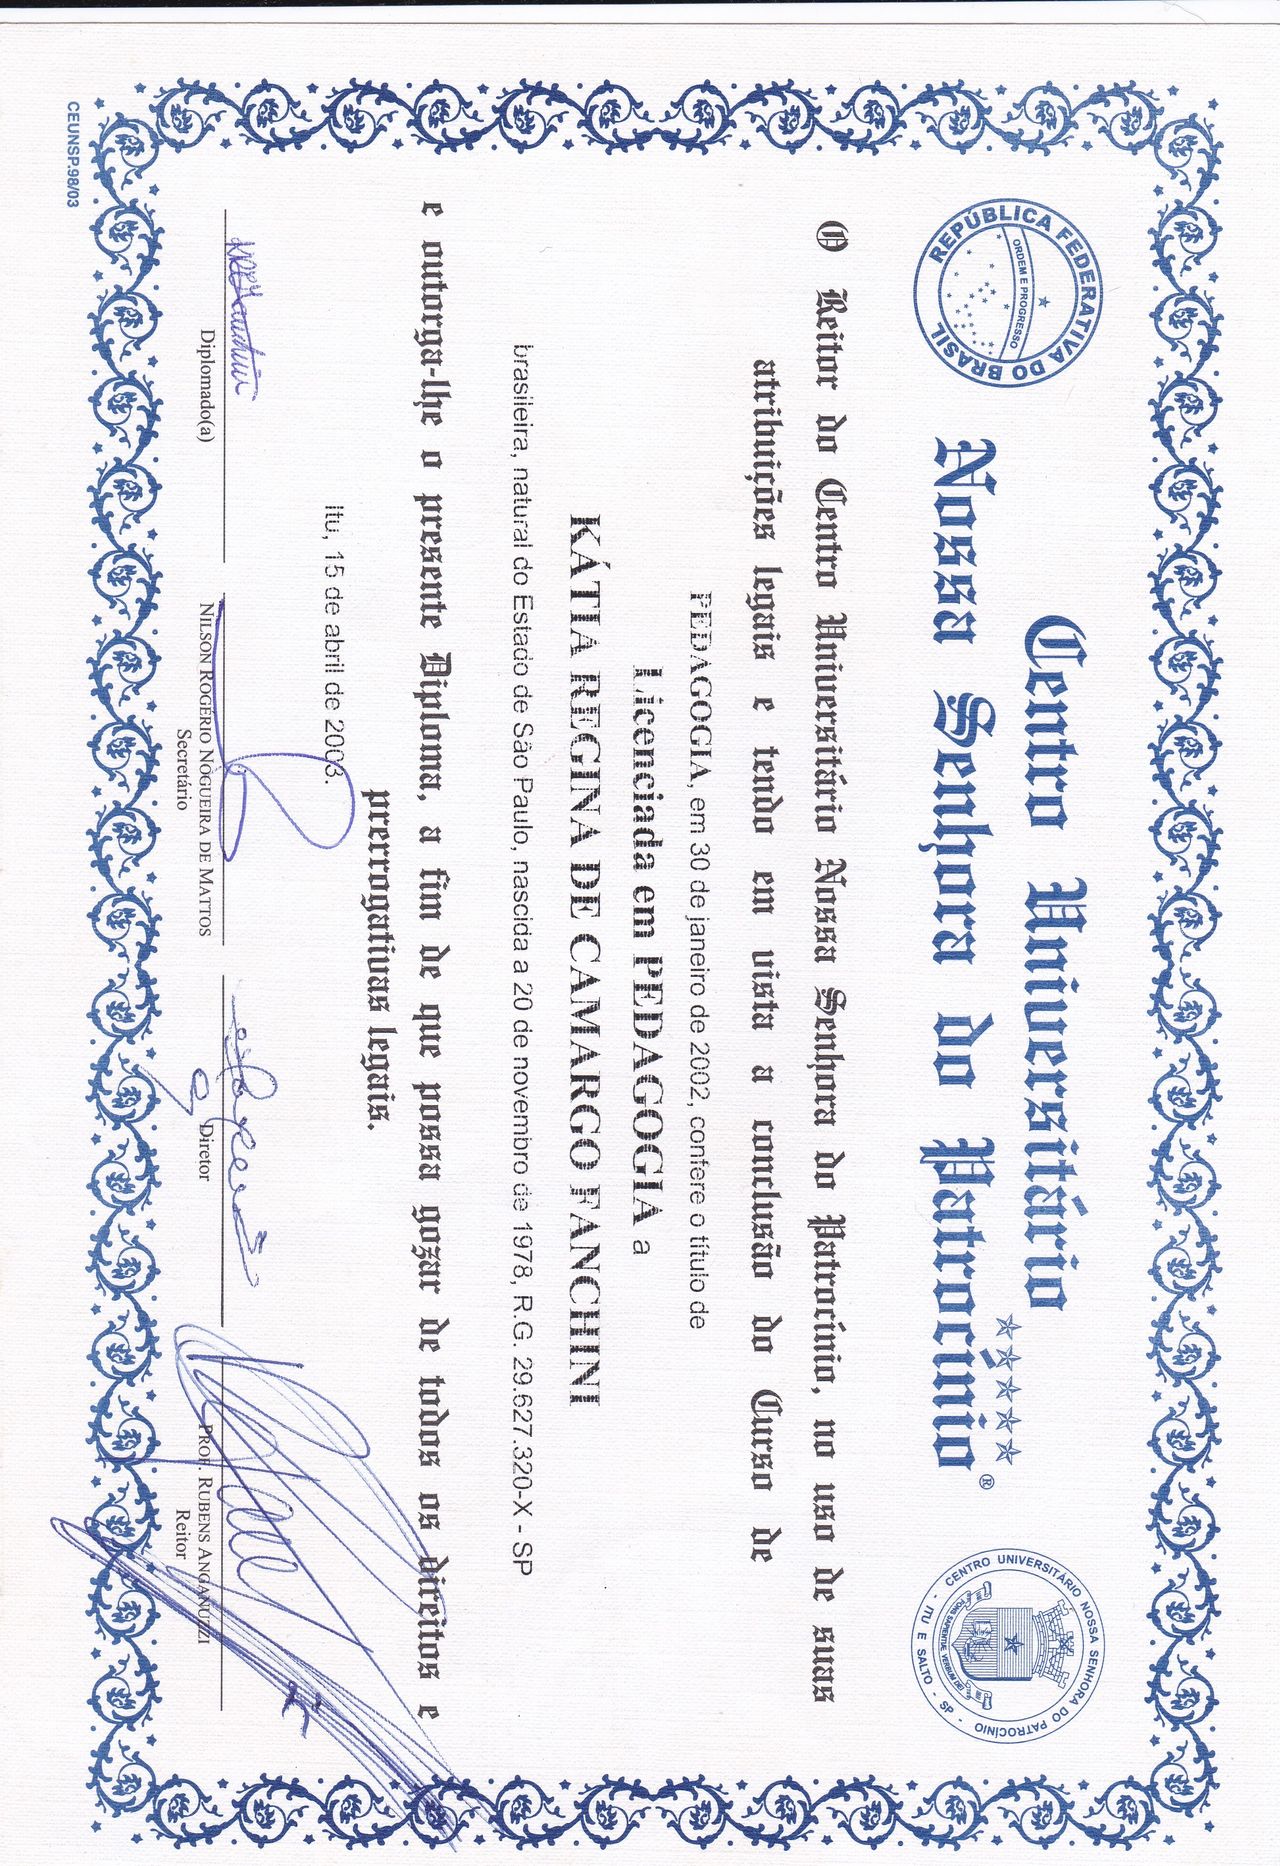 REPÚBLICA FEDERATIVA DO BRASIL
ORDEM E PROGRESSO
Centro Universitário
Nossa Senhora do Patrocínio®
CENTRO UNIVERSITÁRIO NOSSA SENHORA DO PATROCÍNIO
- ITU E SALTO - SP -
O Reitor do Centro Universitário Nossa Senhora do Patrocínio, no uso de suas
atribuições legais e tendo em vista a conclusão do Curso de
PEDAGOGIA, em 30 de janeiro de 2002, confere o título de
Licenciada em PEDAGOGIA a
KÁTIA REGINA DE CAMARGO FANCHINI
brasileira, natural do Estado de São Paulo, nascida a 20 de novembro de 1978, R.G. 29.627.320-X - SP
e outorga-lhe o presente Diploma, a fim de que possa gozar de todos os direitos e
prerrogativas legais.
Itu, 15 de abril de 2003.
Diplomado(a)
NILSON ROGÉRIO NOGUEIRA DE MATTOS
Secretário
Diretor
PROF. RUBENS ANGANUZZI
Reitor
CEUNSP.98/03